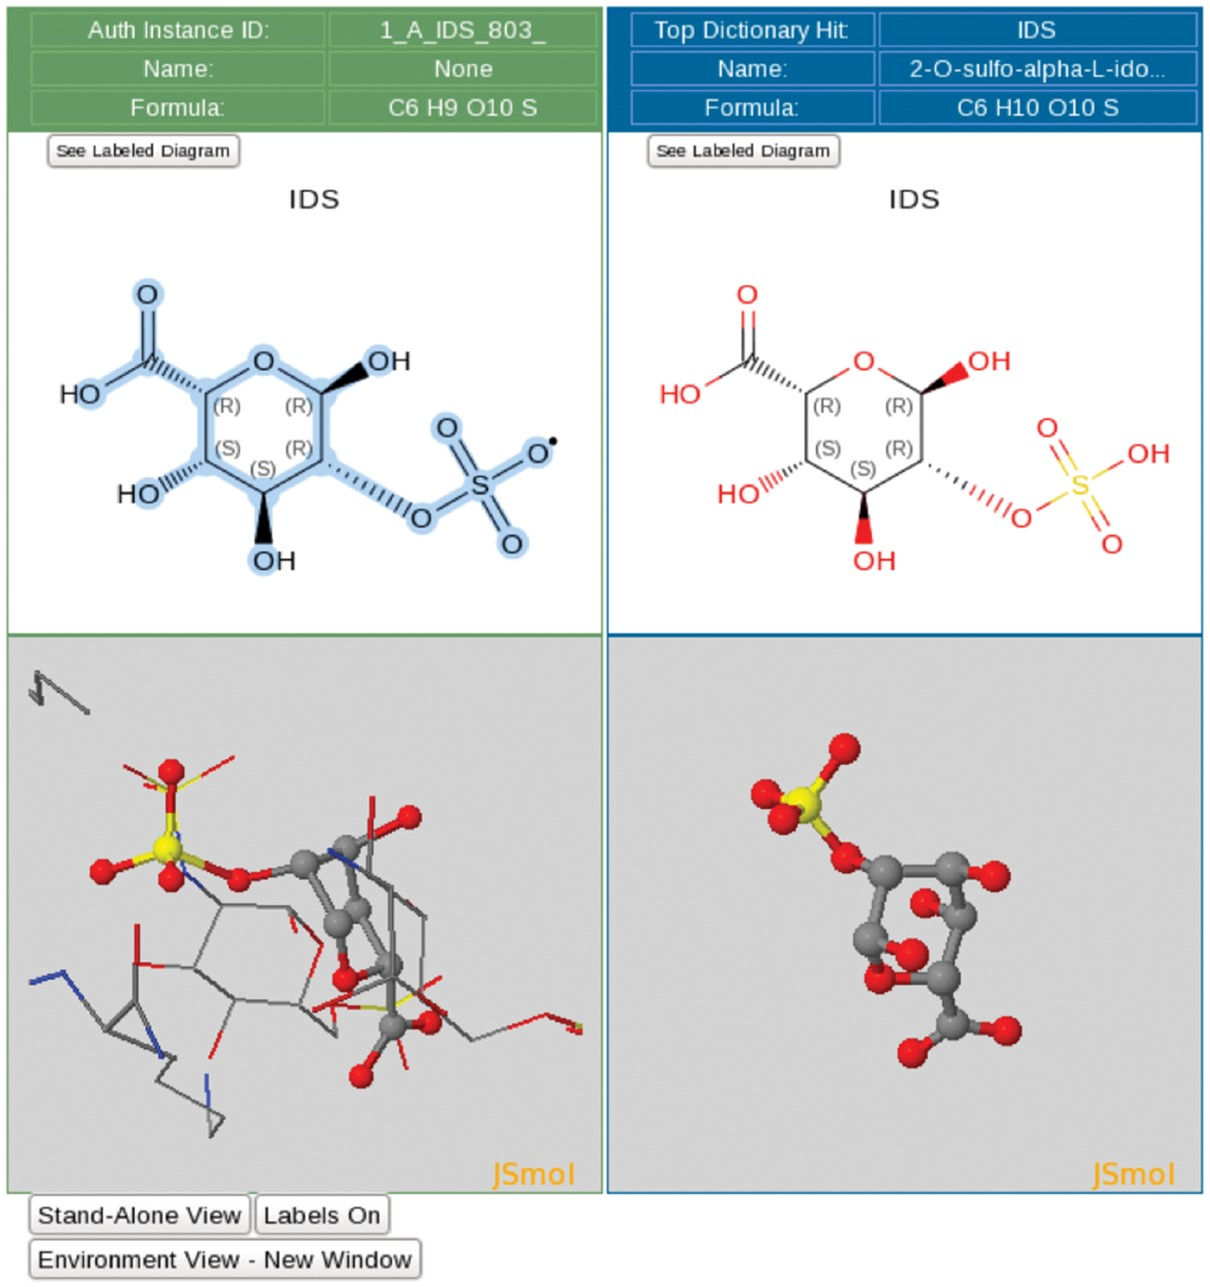 Auth Instance ID: 1_A_IDS_803_
Name: None
Formula: C6 H9 O10 S
See Labeled Diagram
IDS
O
HO
O
OH
(R)
(R)
(S)
(R)
(S)
HO
OH
O
S
O
O•
O
Top Dictionary Hit: IDS
Name: 2-O-sulfo-alpha-L-ido...
Formula: C6 H10 O10 S
See Labeled Diagram
IDS
O
HO
O
OH
(R)
(R)
(S)
(R)
(S)
HO
OH
O
S
O
OH
O
JSmol
JSmol
Stand-Alone View
Labels On
Environment View - New Window